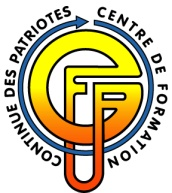 CENTRE DE FORMATION
CONTINUE DES PATRIOTES